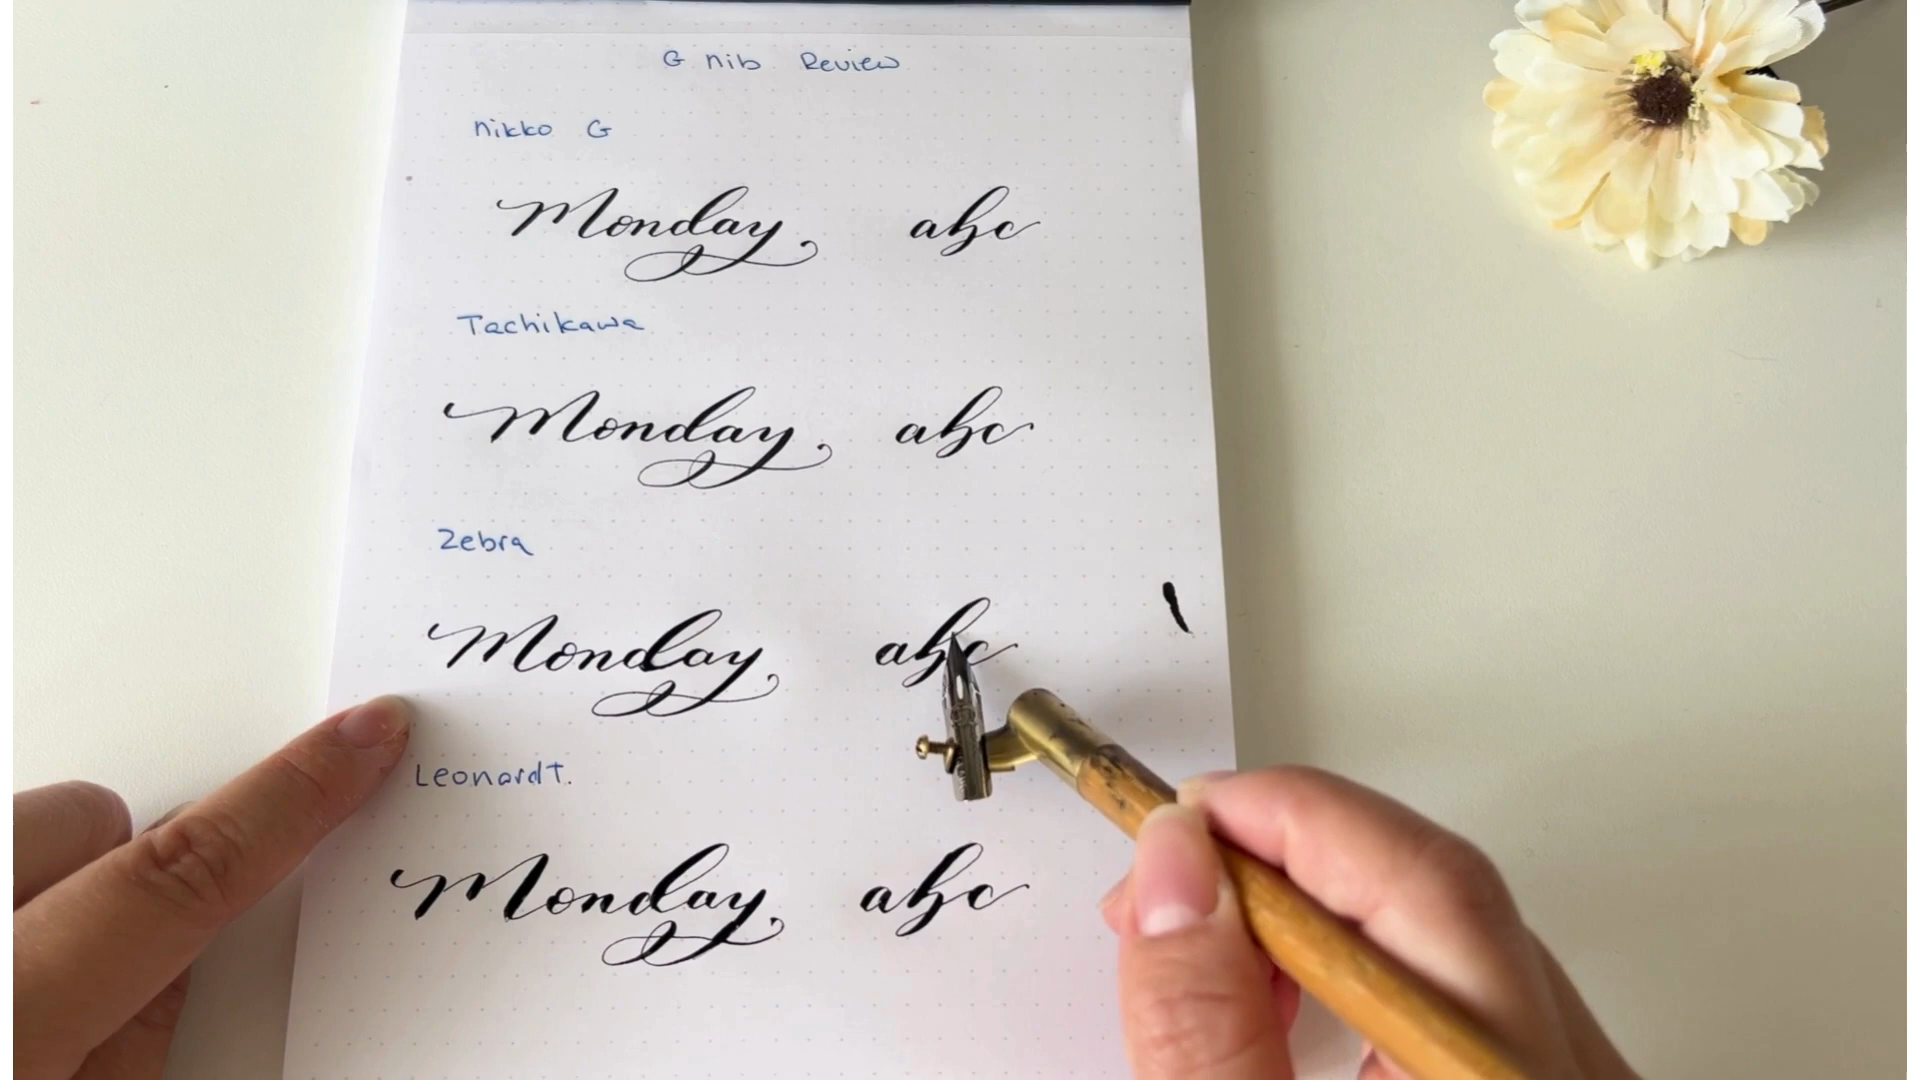 G nib Review
nikko G
Monday abc
Tachikawa
Monday abc
Zebra
Monday abc
Leonardt.
Monday abc